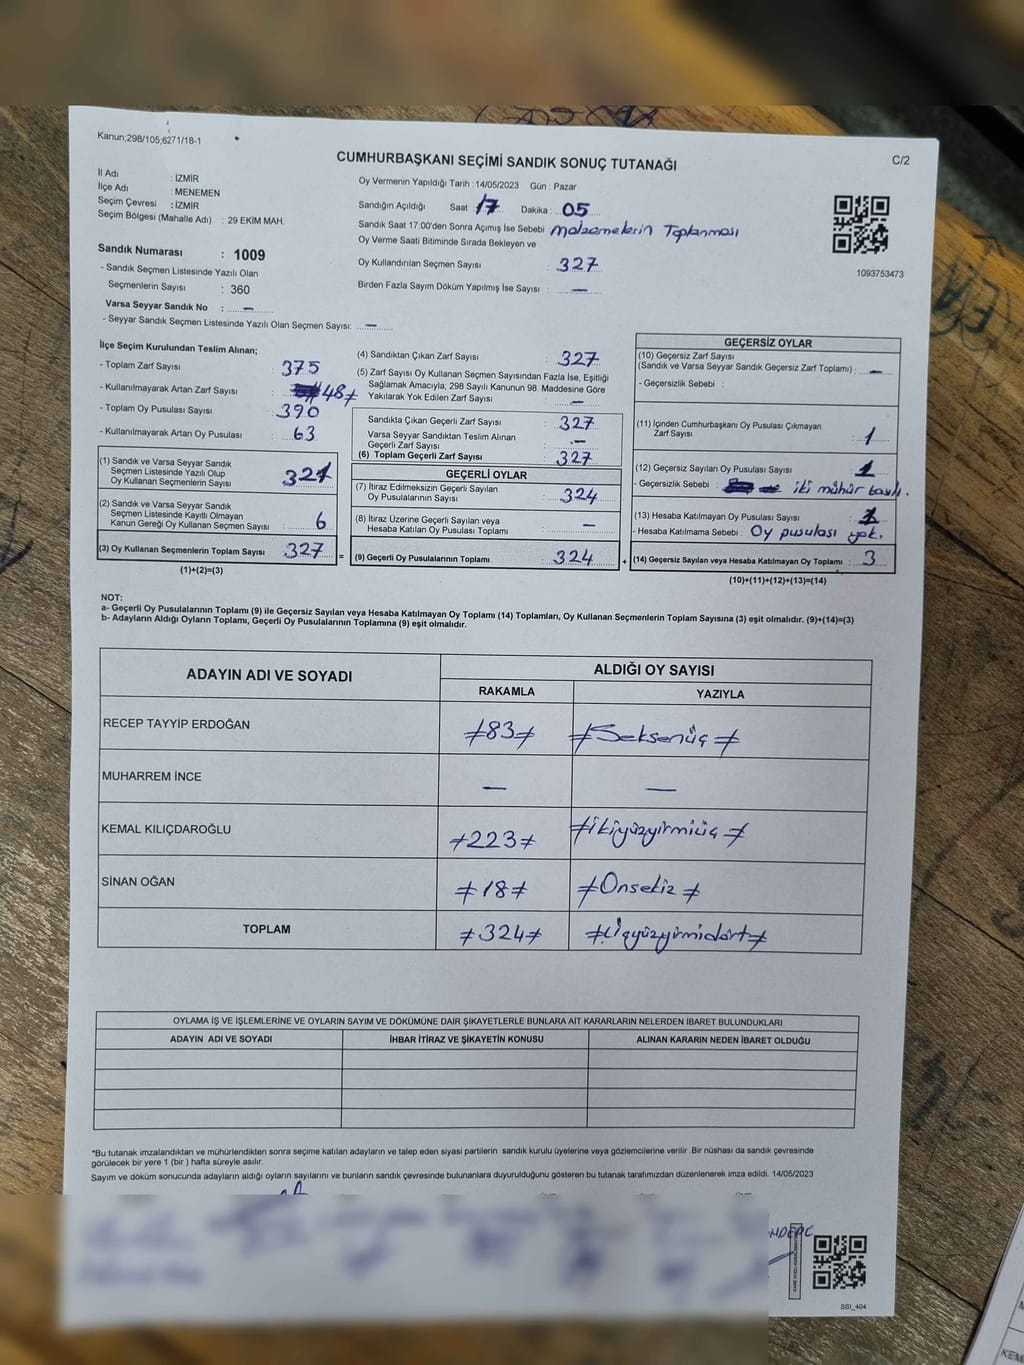 Kanun;298/105;6271/18-1
C/2
CUMHURBAŞKANI SEÇİMİ SANDIK SONUÇ TUTANAĞI
İl Adı : İZMİR
İlçe Adı : MENEMEN
Seçim Çevresi : İZMİR
Seçim Bölgesi (Mahalle Adı) : 29 EKİM MAH.
Sandık Numarası : 1009
- Sandık Seçmen Listesinde Yazılı Olan
Seçmenlerin Sayısı : 360
Varsa Seyyar Sandık No : —
- Seyyar Sandık Seçmen Listesinde Yazılı Olan Seçmen Sayısı: —
Oy Vermenin Yapıldığı Tarih : 14/05/2023 Gün : Pazar
Sandığın Açıldığı Saat : 17 Dakika : 05
Sandık Saat 17:00'den Sonra Açımış İse Sebebi : Malzemelerin Toplanması
Oy Verme Saati Bitiminde Sırada Bekleyen ve
Oy Kullandırılan Seçmen Sayısı : 327
Birden Fazla Sayım Döküm Yapılmış İse Sayısı : —
1093753473
İlçe Seçim Kurulundan Teslim Alınan;
- Toplam Zarf Sayısı : 375
- Kullanılmayarak Artan Zarf Sayısı : 48
- Toplam Oy Pusulası Sayısı : 390
- Kullanılmayarak Artan Oy Pusulası : 63
(1) Sandık ve Varsa Seyyar Sandık
Seçmen Listesinde Yazılı Olup
Oy Kullanan Seçmenlerin Sayısı : 321
(2) Sandık ve Varsa Seyyar Sandık
Seçmen Listesinde Kayıtlı Olmayan
Kanun Gereği Oy Kullanan Seçmen Sayısı : 6
(3) Oy Kullanan Seçmenlerin Toplam Sayısı : 327
(1)+(2)=(3)
(4) Sandıktan Çıkan Zarf Sayısı : 327
(5) Zarf Sayısı Oy Kullanan Seçmen Sayısından Fazla İse, Eşitliği
Sağlamak Amacıyla; 298 Sayılı Kanunun 98. Maddesine Göre
Yakılarak Yok Edilen Zarf Sayısı : —
Sandıkta Çıkan Geçerli Zarf Sayısı : 327
Varsa Seyyar Sandıktan Teslim Alınan
Geçerli Zarf Sayısı : —
(6) Toplam Geçerli Zarf Sayısı : 327
GEÇERLİ OYLAR
(7) İtiraz Edilmeksizin Geçerli Sayılan
Oy Pusulalarının Sayısı : 324
(8) İtiraz Üzerine Geçerli Sayılan veya
Hesaba Katılan Oy Pusulası Toplamı : —
= (9) Geçerli Oy Pusulalarının Toplamı : 324 +
GEÇERSİZ OYLAR
(10) Geçersiz Zarf Sayısı
(Sandık ve Varsa Seyyar Sandık Geçersiz Zarf Toplamı) : —
- Geçersizlik Sebebi :
(11) İçinden Cumhurbaşkanı Oy Pusulası Çıkmayan
Zarf Sayısı : 1
(12) Geçersiz Sayılan Oy Pusulası Sayısı : 1
- Geçersizlik Sebebi : iki mühür basılı.
(13) Hesaba Katılmayan Oy Pusulası Sayısı : 1
- Hesaba Katılmama Sebebi : Oy pusulası yok.
(14) Geçersiz Sayılan veya Hesaba Katılmayan Oy Toplamı : 3
(10)+(11)+(12)+(13)=(14)
NOT:
a- Geçerli Oy Pusulalarının Toplamı (9) ile Geçersiz Sayılan veya Hesaba Katılmayan Oy Toplamı (14) Toplamları, Oy Kullanan Seçmenlerin Toplam Sayısına (3) eşit olmalıdır. (9)+(14)=(3)
b- Adayların Aldığı Oyların Toplamı, Geçerli Oy Pusulalarının Toplamına (9) eşit olmalıdır.
ADAYIN ADI VE SOYADI
ALDIĞI OY SAYISI
RAKAMLA YAZIYLA
RECEP TAYYİP ERDOĞAN ≠83≠ ≠Seksenüç≠
MUHARREM İNCE — —
KEMAL KILIÇDAROĞLU ≠223≠ ≠ikiyüzyirmiüç≠
SİNAN OĞAN ≠18≠ ≠Onsekiz≠
TOPLAM ≠324≠ ≠Üçyüzyirmidört≠
OYLAMA İŞ VE İŞLEMLERİNE VE OYLARIN SAYIM VE DÖKÜMÜNE DAİR ŞİKAYETLERLE BUNLARA AİT KARARLARIN NELERDEN İBARET BULUNDUKLARI
ADAYIN ADI VE SOYADI İHBAR İTİRAZ VE ŞİKAYETİN KONUSU ALINAN KARARIN NEDEN İBARET OLDUĞU
*Bu tutanak imzalandıktan ve mühürlendikten sonra seçime katılan adayların ve talep eden siyasi partilerin sandık kurulu üyelerine veya gözlemcilerine verilir .Bir nüshası da sandık çevresinde
görülecek bir yere 1 (bir ) hafta süreyle asılır.
Sayım ve döküm sonucunda adayların aldığı oyların sayılarını ve bunların sandık çevresinde bulunanlara duyurulduğunu gösteren bu tutanak tarafımızdan düzenlenerek imza edildi. 14/05/2023
SSI_404